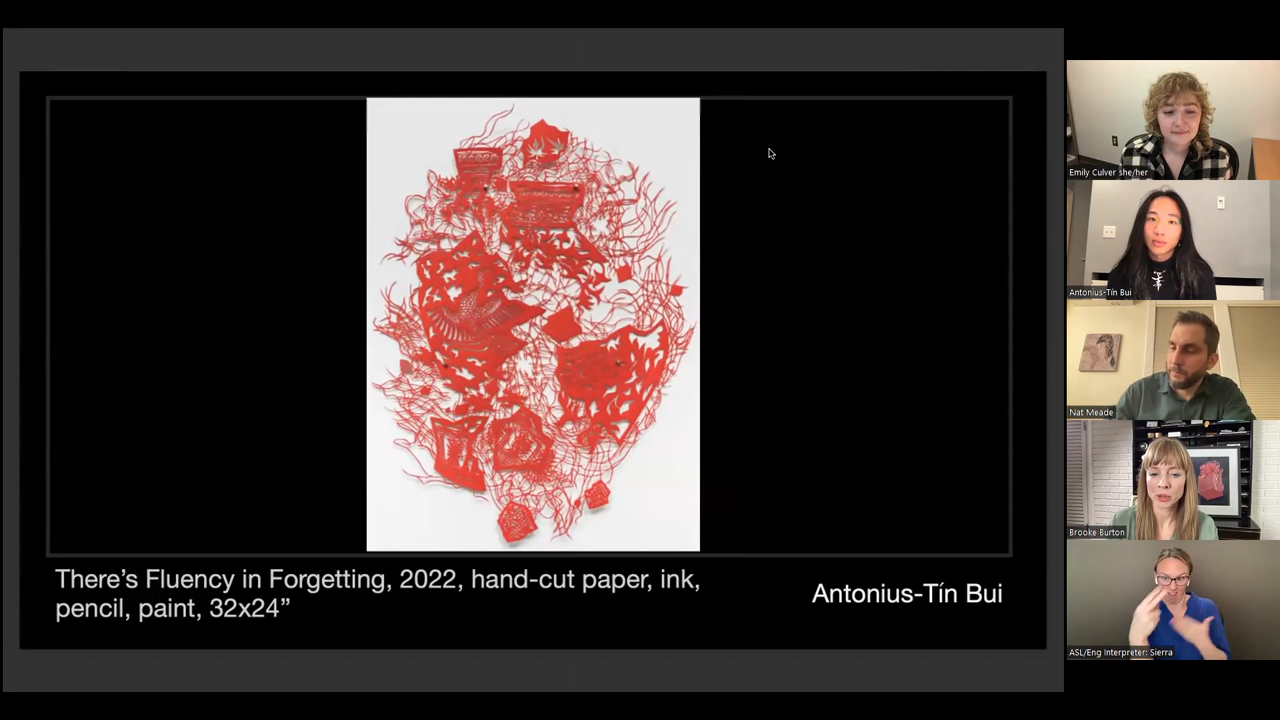 There’s Fluency in Forgetting, 2022, hand-cut paper, ink,
pencil, paint, 32x24”
Antonius-Tín Bui
Emily Culver she/her
Antonius-Tín Bui
Nat Meade
Brooke Burton
ASL/Eng Interpreter: Sierra